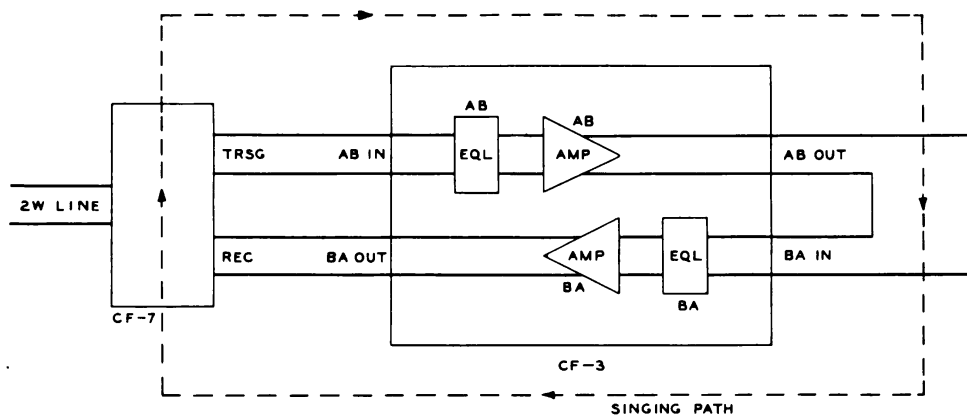 AB
AB
TRSG
AB IN
EQL
AMP
AB OUT
2W LINE
REC
BA OUT
AMP
EQL
BA IN
BA
BA
CF-7
CF-3
SINGING PATH